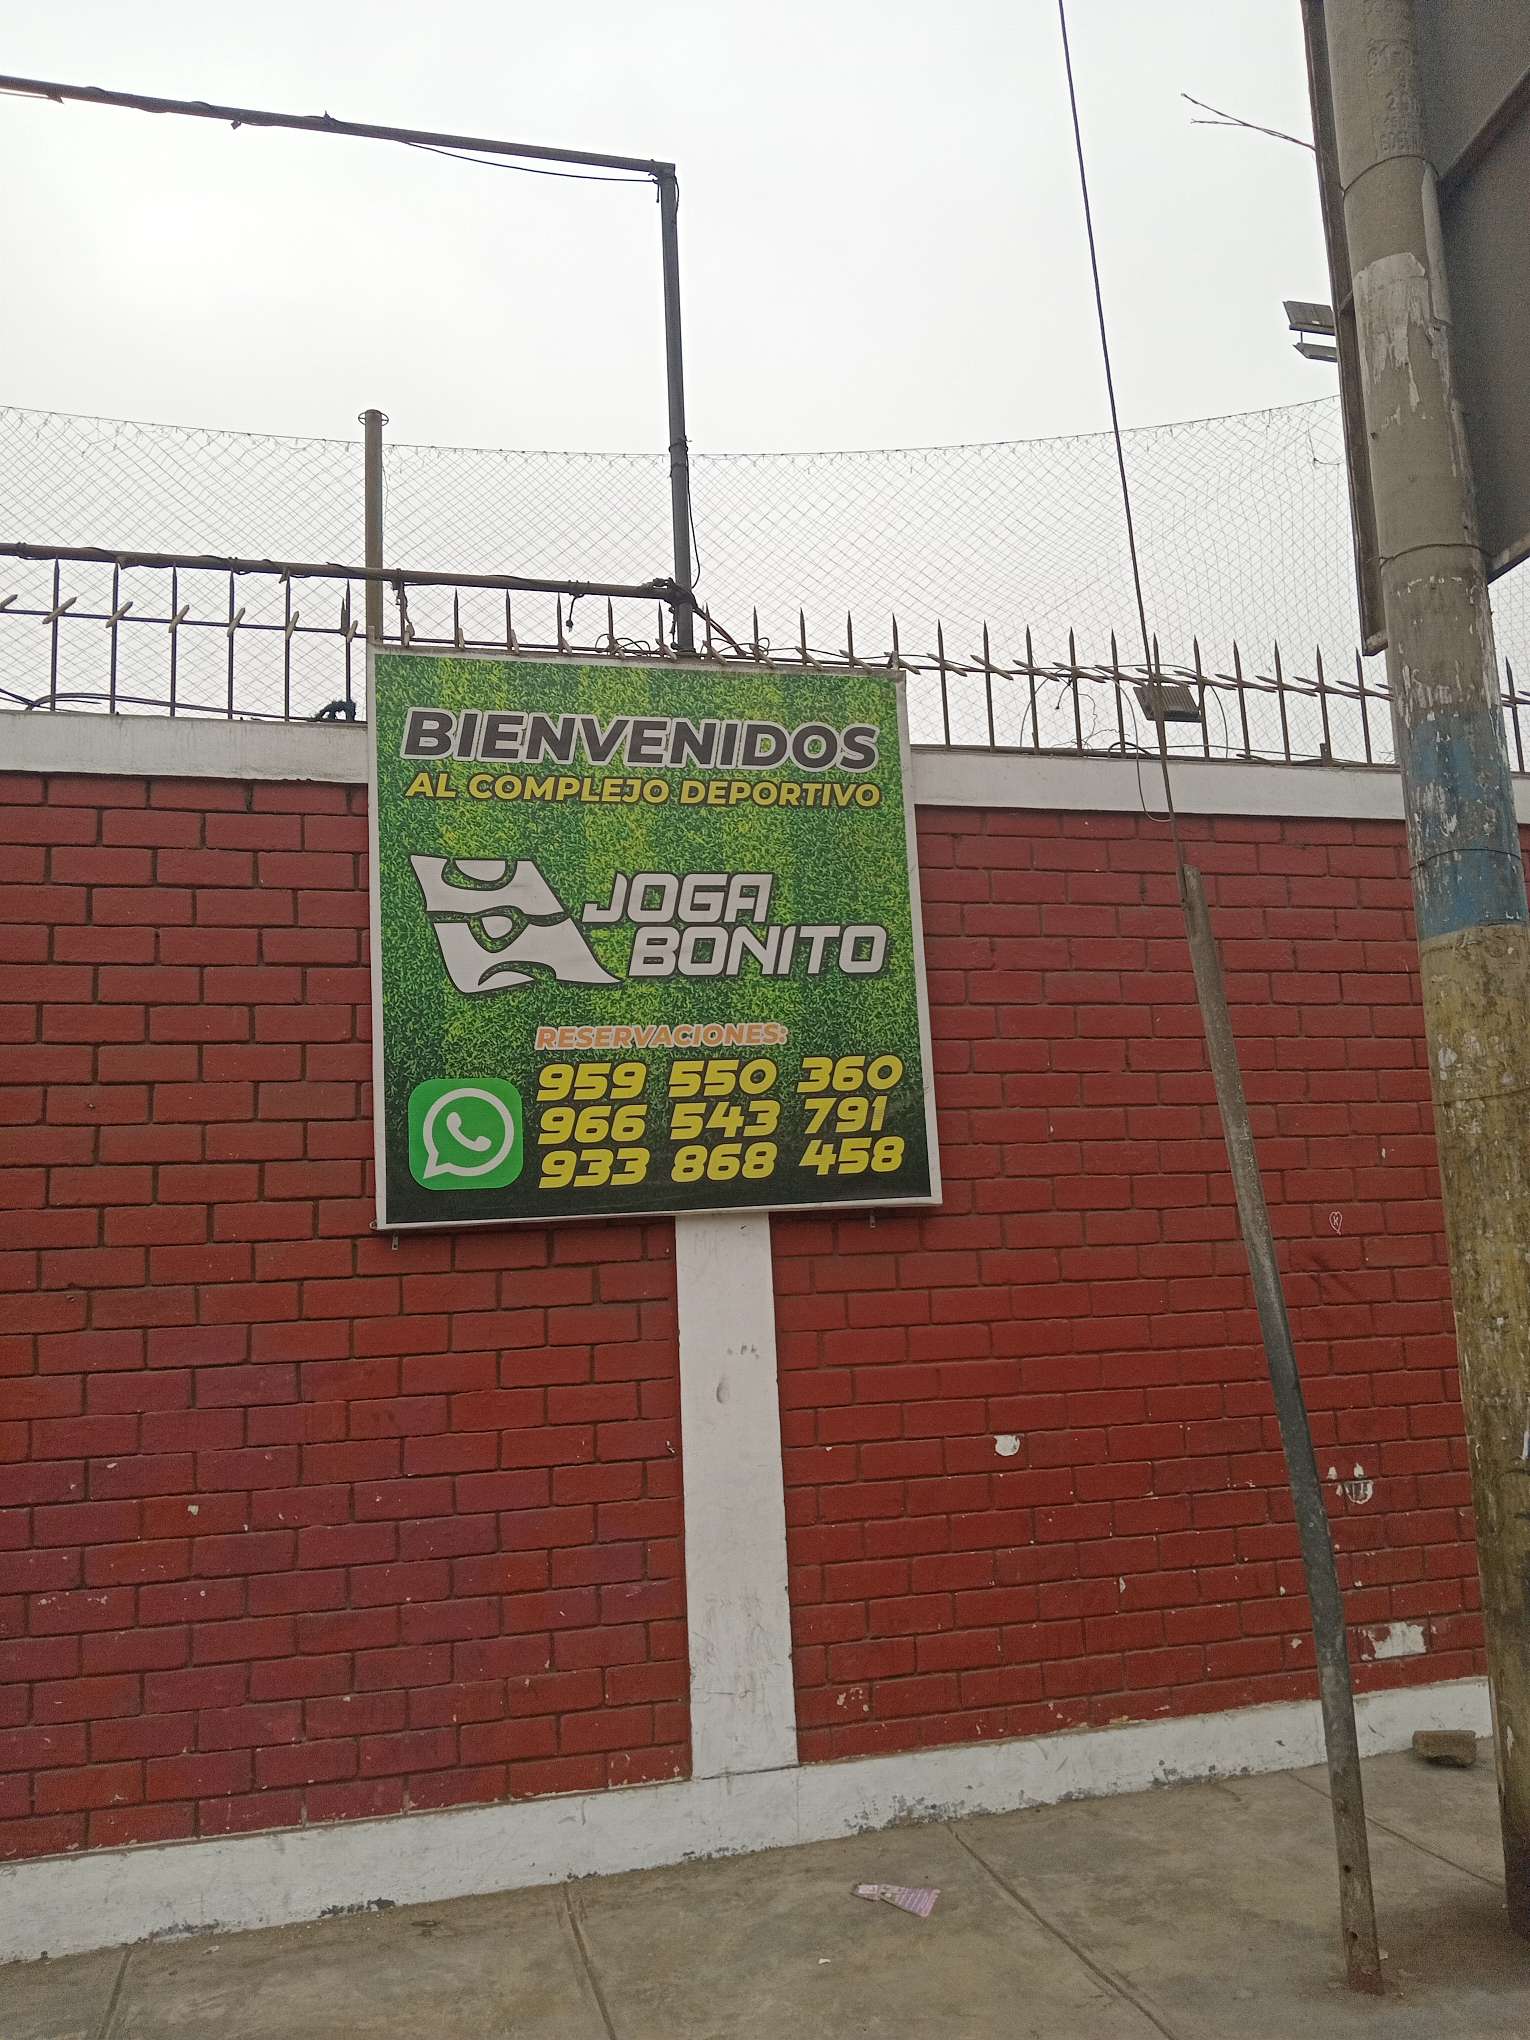 BIENVENIDOS
AL COMPLEJO DEPORTIVO
JOGA
BONITO
RESERVACIONES:
959 550 360
966 543 791
933 868 458
K